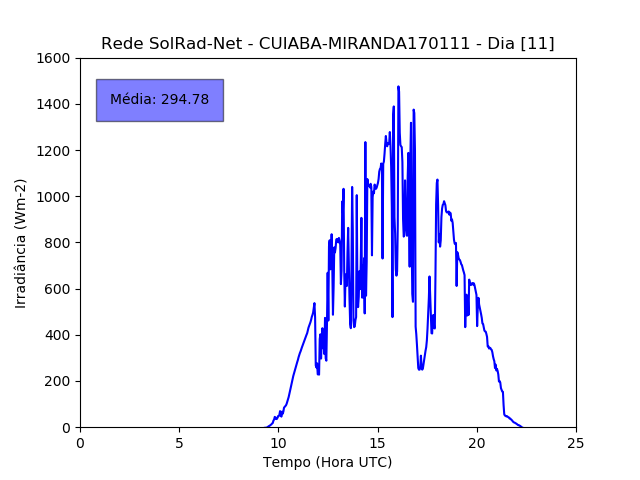 Rede SolRad-Net - CUIABA-MIRANDA170111 - Dia [11]
Média: 294.78
Irradiância (Wm-2)
1600
1400
1200
1000
800
600
400
200
0
0 5 10 15 20 25
Tempo (Hora UTC)